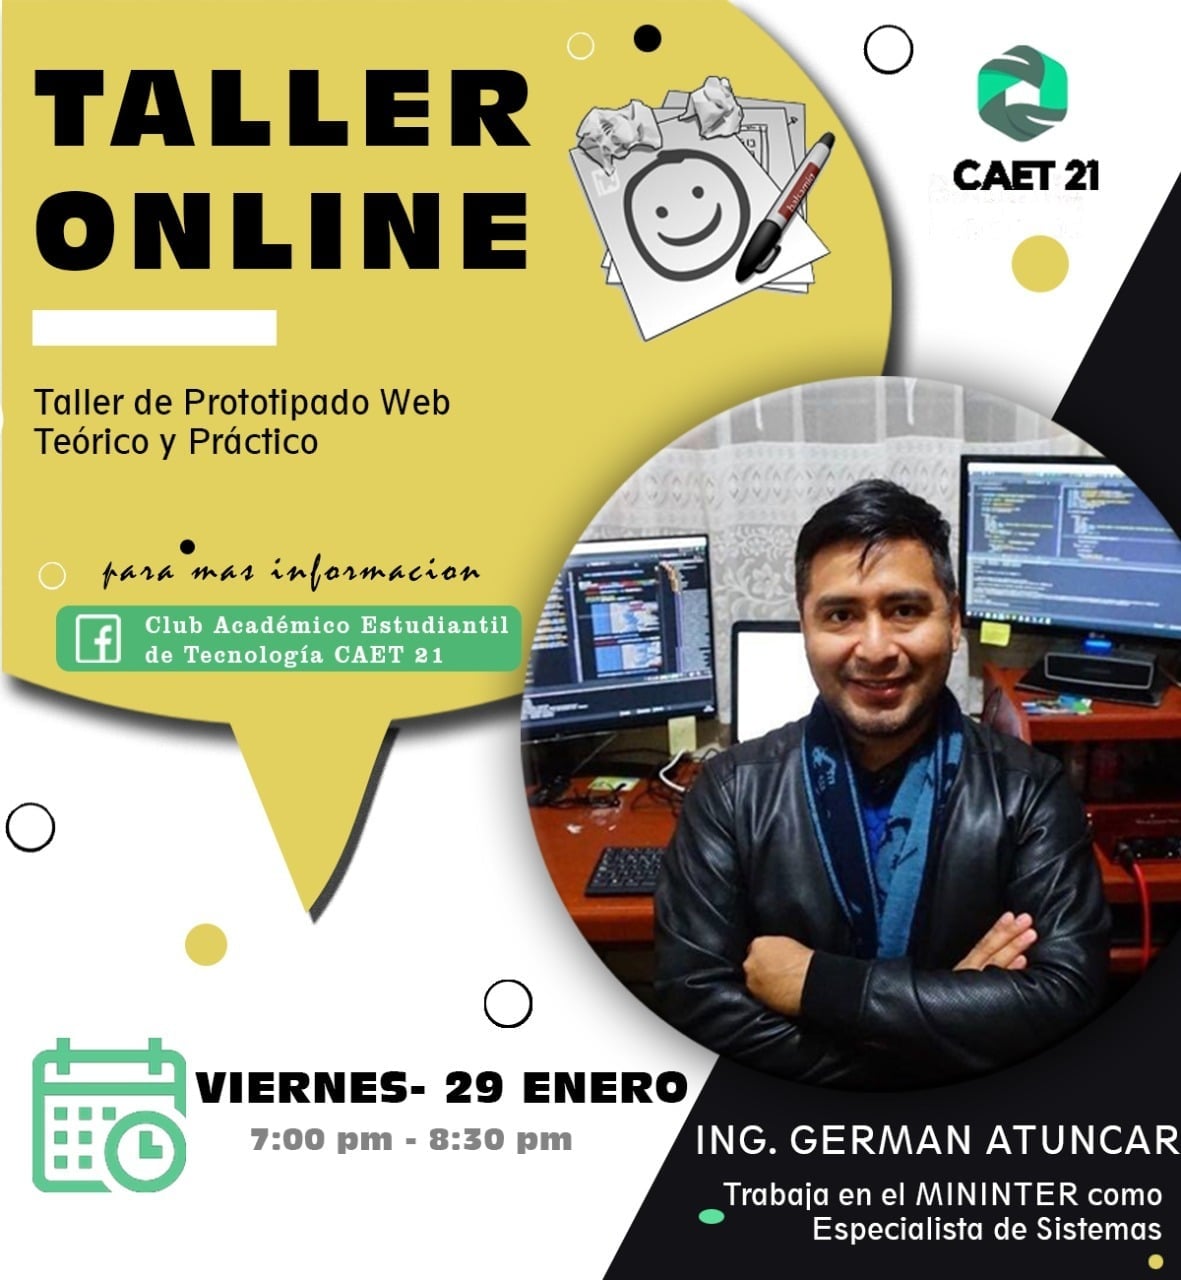 TALLER
ONLINE
CAET 21
balsamiq
Taller de Prototipado Web
Teórico y Práctico
para mas informacion
Club Académico Estudiantil
de Tecnología CAET 21
VIERNES- 29 ENERO
7:00 pm - 8:30 pm
ING. GERMAN ATUNCAR
Trabaja en el MININTER como
Especialista de Sistemas